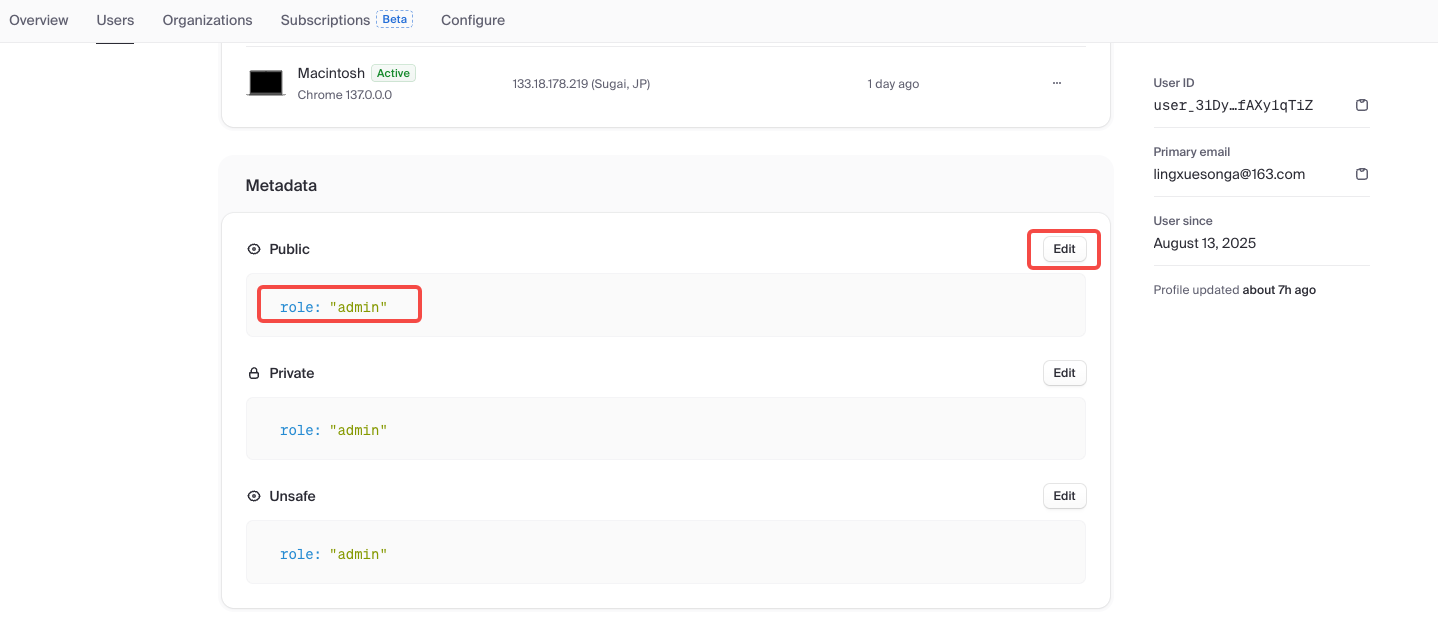 Overview Users Organizations Subscriptions Beta Configure
Macintosh Active
Chrome 137.0.0.0
133.18.178.219 (Sugai, JP)
1 day ago
···
Metadata
Public
Edit
role: "admin"
Private
Edit
role: "admin"
Unsafe
Edit
role: "admin"
User ID
user_31Dy…fAXy1qTiZ
Primary email
lingxuesonga@163.com
User since
August 13, 2025
Profile updated about 7h ago